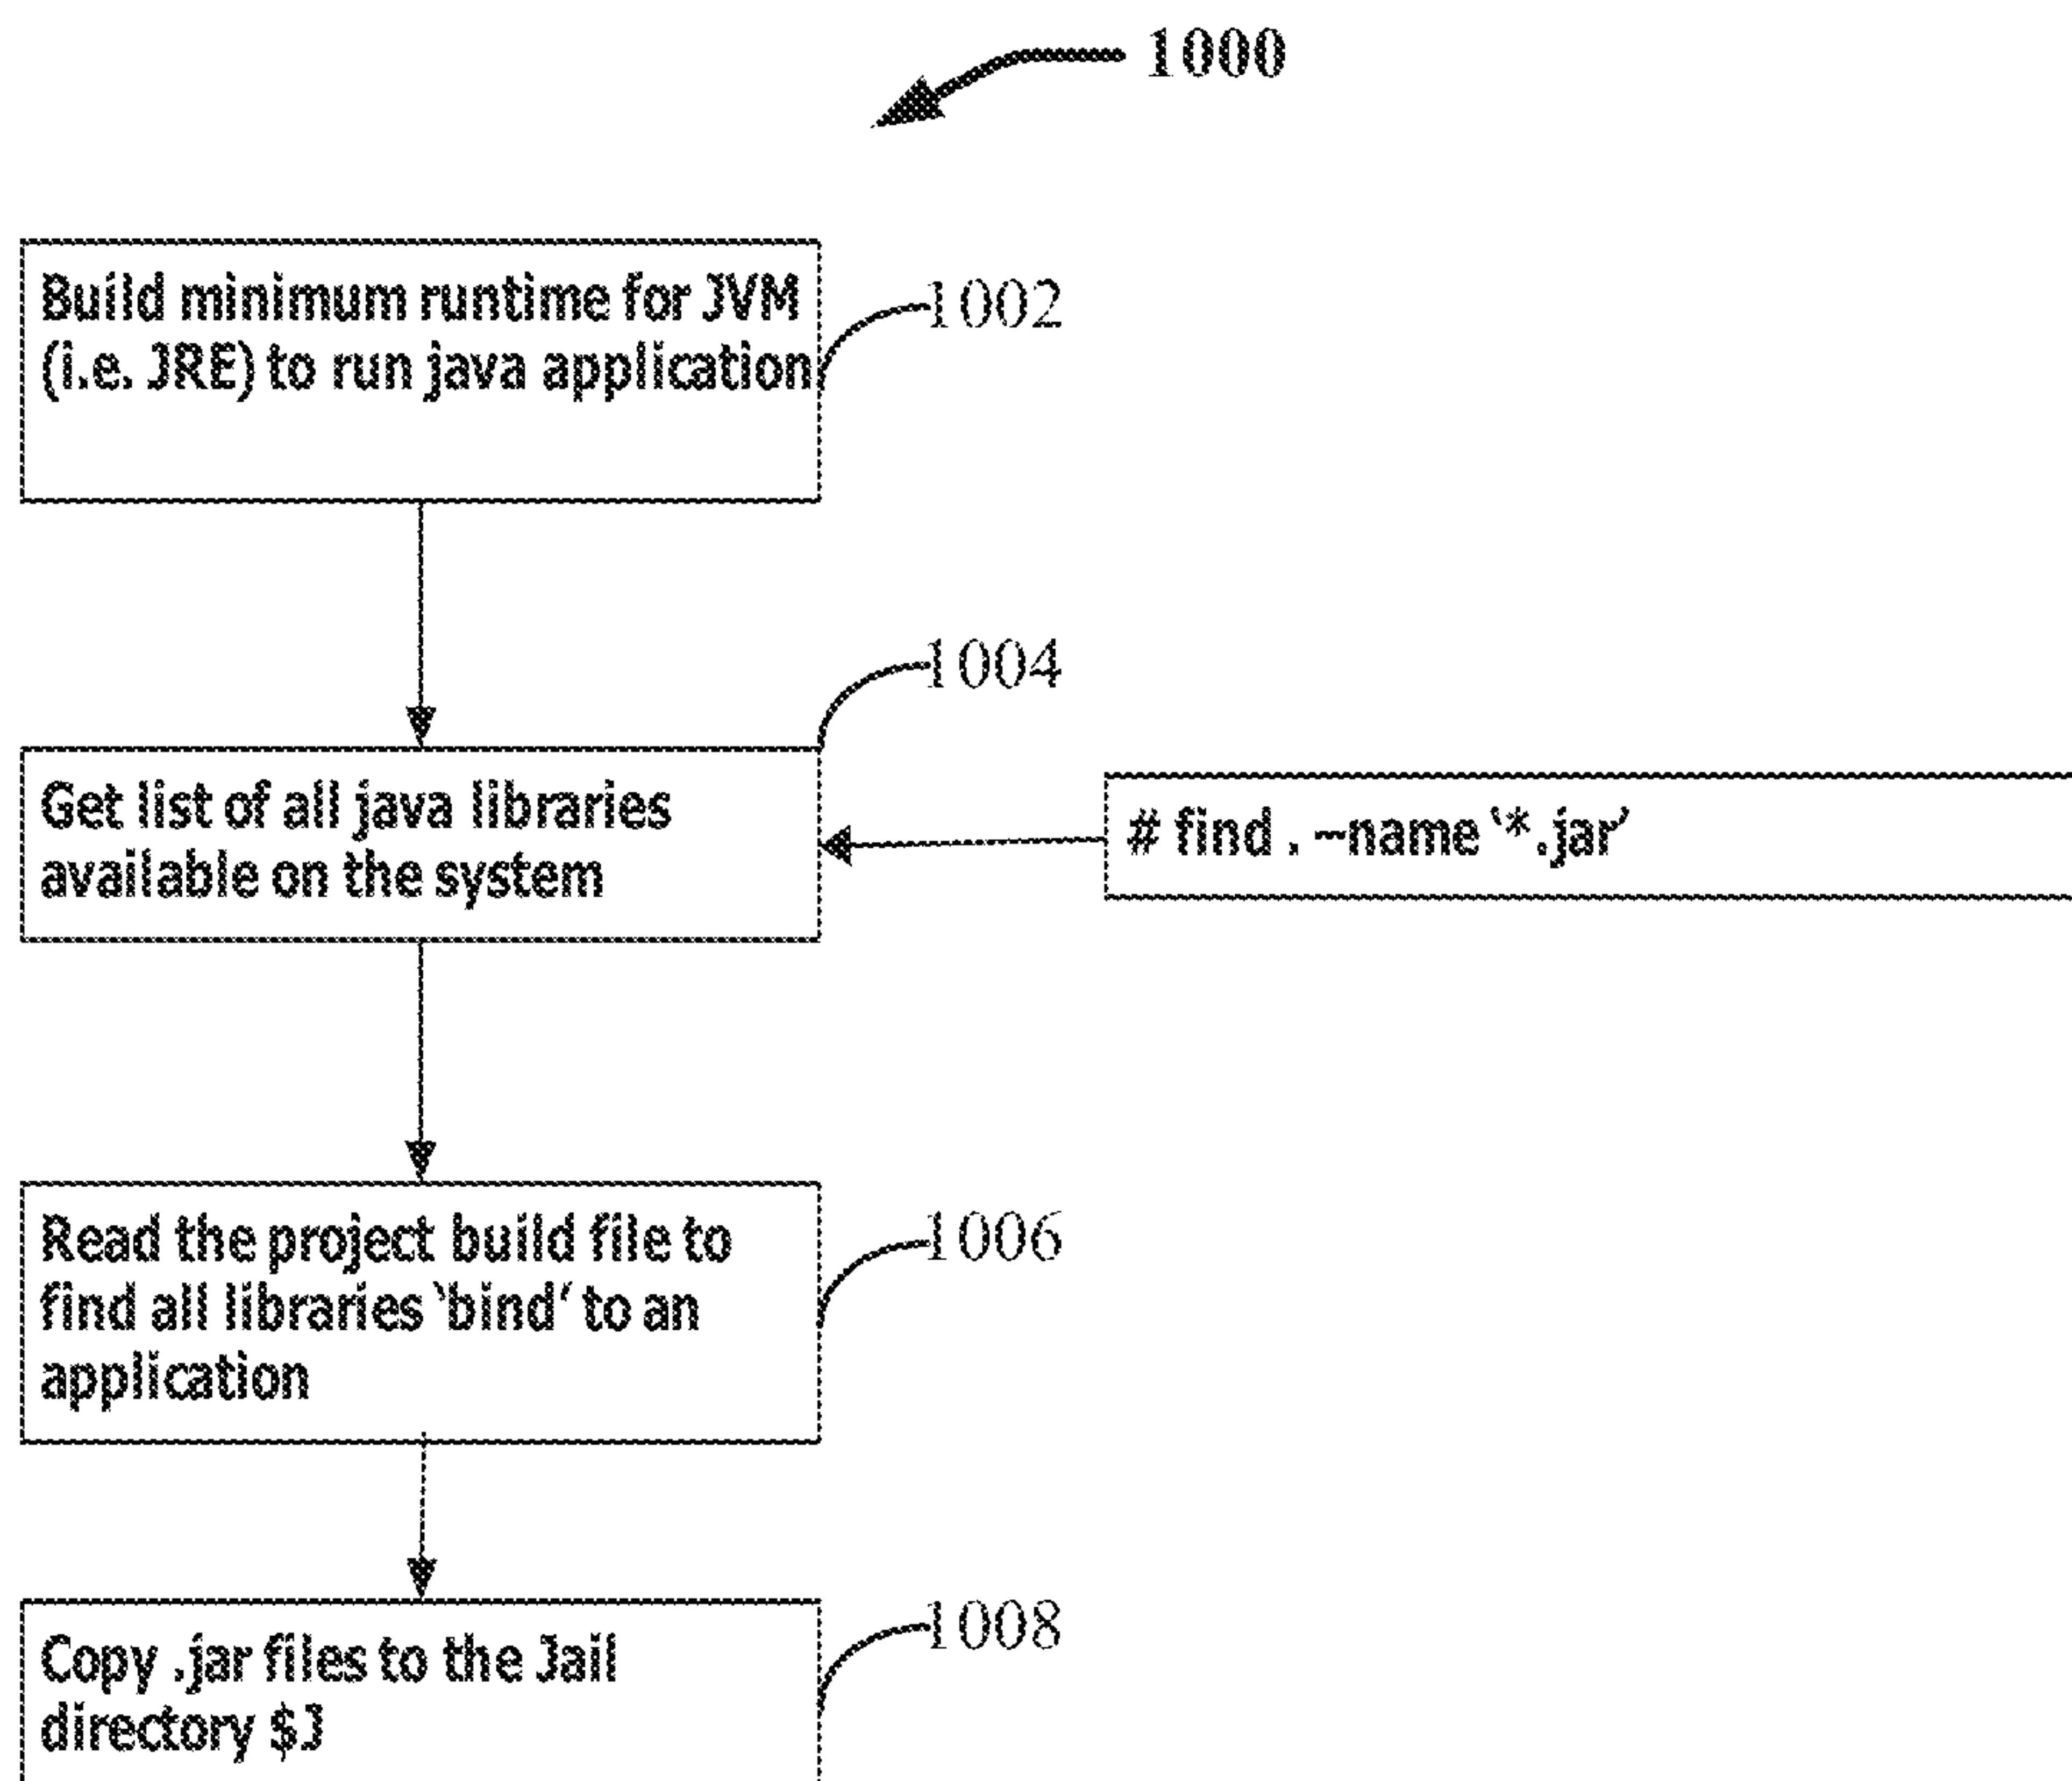 1000
Build minimum runtime for JVM
(i.e. JRE) to run java application
1002
1004
Get list of all java libraries
available on the system
# find . –name ‘*.jar’
Read the project build file to
find all libraries ‘bind’ to an
application
1006
Copy .jar files to the Jail
directory $J
1008